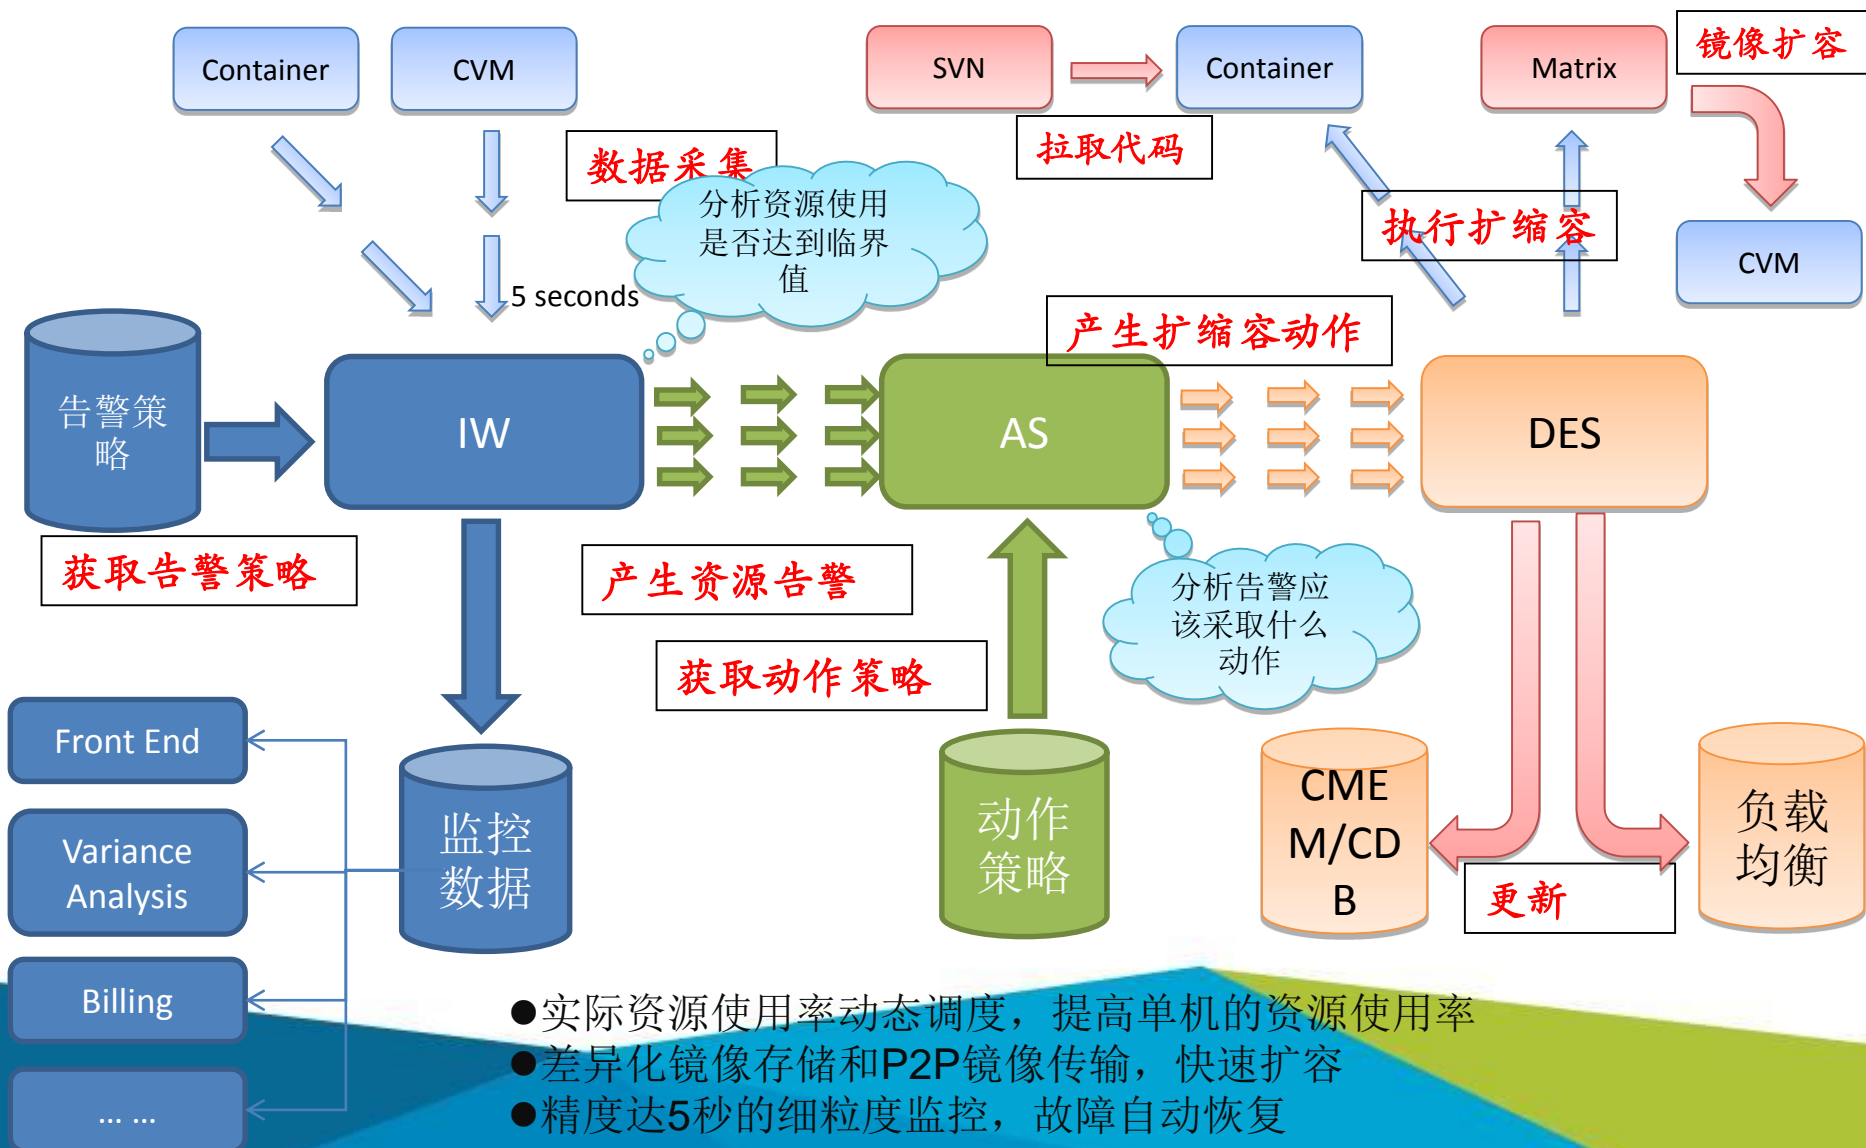 Container
CVM
SVN
Container
Matrix
镜像扩容
数据采集
拉取代码
分析资源使用
是否达到临界
值
执行扩缩容
CVM
5 seconds
产生扩缩容动作
告警策
略
IW
AS
DES
获取告警策略
产生资源告警
分析告警应
该采取什么
动作
获取动作策略
Front End
Variance
Analysis
Billing
... ...
监控
数据
动作
策略
CME
M/CD
B
负载
均衡
更新
●实际资源使用率动态调度，提高单机的资源使用率
●差异化镜像存储和P2P镜像传输，快速扩容
●精度达5秒的细粒度监控，故障自动恢复